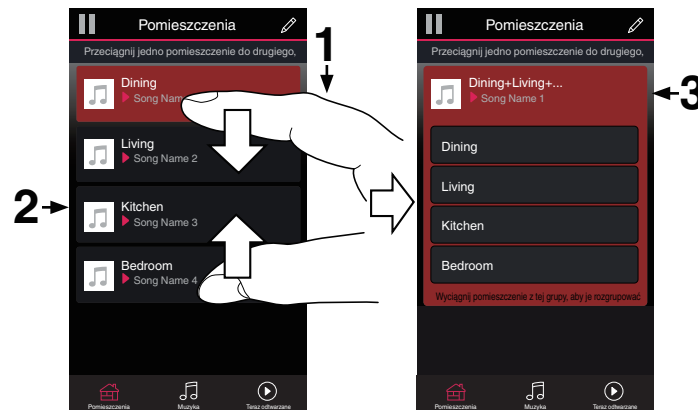 Pomieszczenia
Przeciągnij jedno pomieszczenie do drugiego,
1
Dining
Song Nam
Living
Song Name 2
2
Kitchen
Song Name 3
Bedroom
Song Name 4
Pomieszczenia
Muzyka
Teraz odtwarzane
Pomieszczenia
Przeciągnij jedno pomieszczenie do drugiego,
Dining+Living+...
Song Name 1
3
Dining
Living
Kitchen
Bedroom
Wyciągnij pomieszczenie z tej grupy, aby je rozgrupować
Pomieszczenia
Muzyka
Teraz odtwarzane